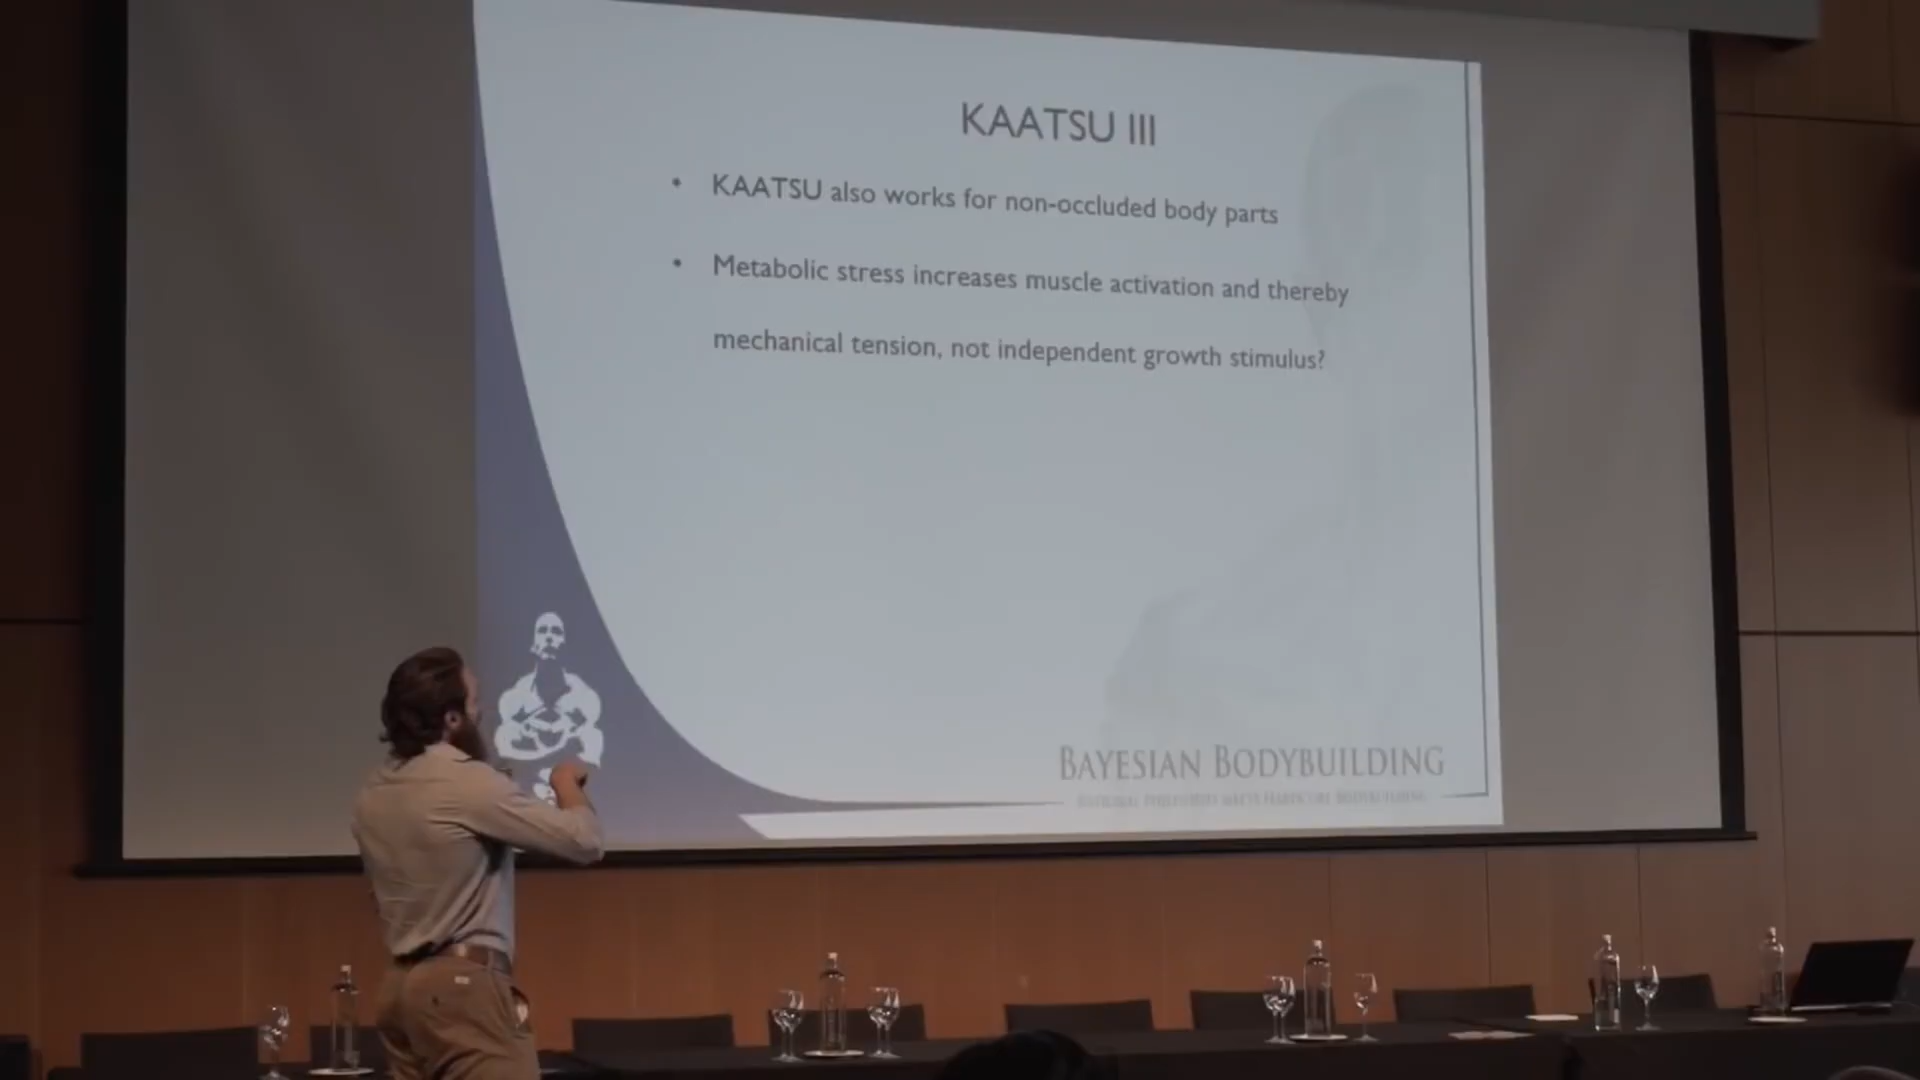 KAATSU III
• KAATSU also works for non-occluded body parts
• Metabolic stress increases muscle activation and thereby
mechanical tension, not independent growth stimulus?
BAYESIAN BODYBUILDING